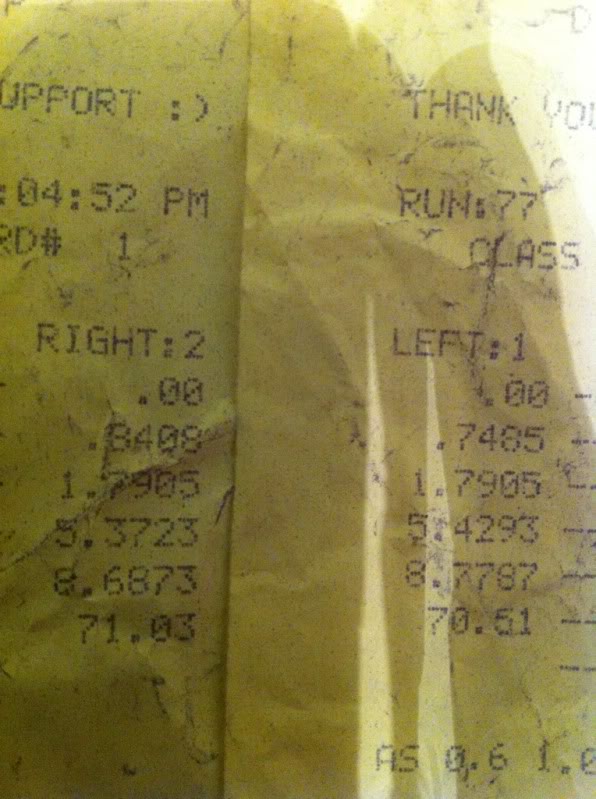 UPPORT :) THANK YOU
:04:52 PM RUN:77
RD# 1 CLASS
RIGHT:2 LEFT:1
.00 .00 -
.8408 .7485 --
1.7905 1.7905 --
5.3723 5.4293 --
8.6873 8.7787 --
71.03 70.51 --
--
AS 0.6 1.0